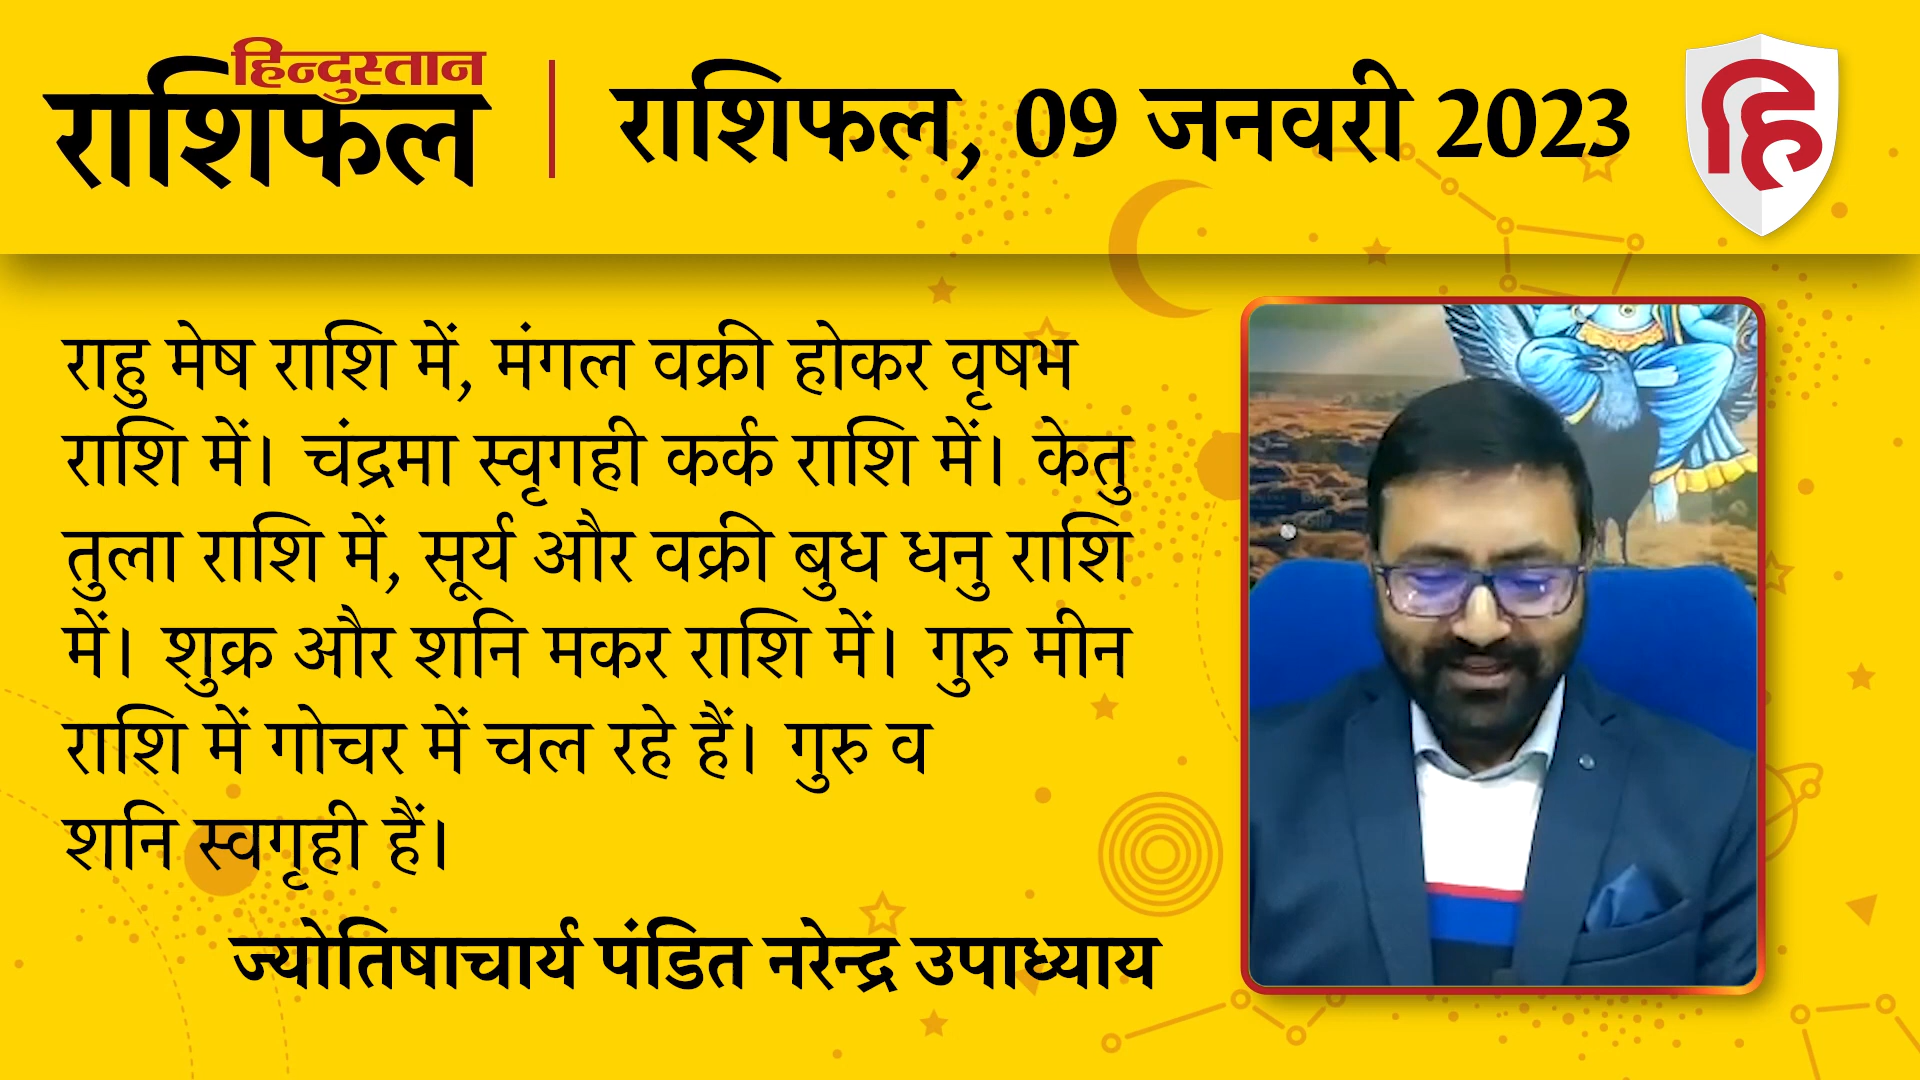 हिन्दुस्तान
राशिफल
राशिफल, 09 जनवरी 2023
हि
राहु मेष राशि में, मंगल वक्री होकर वृषभ
राशि में। चंद्रमा स्वृगही कर्क राशि में। केतु
तुला राशि में, सूर्य और वक्री बुध धनु राशि
में। शुक्र और शनि मकर राशि में। गुरु मीन
राशि में गोचर में चल रहे हैं। गुरु व
शनि स्वगृही हैं।
ज्योतिषाचार्य पंडित नरेन्द्र उपाध्याय